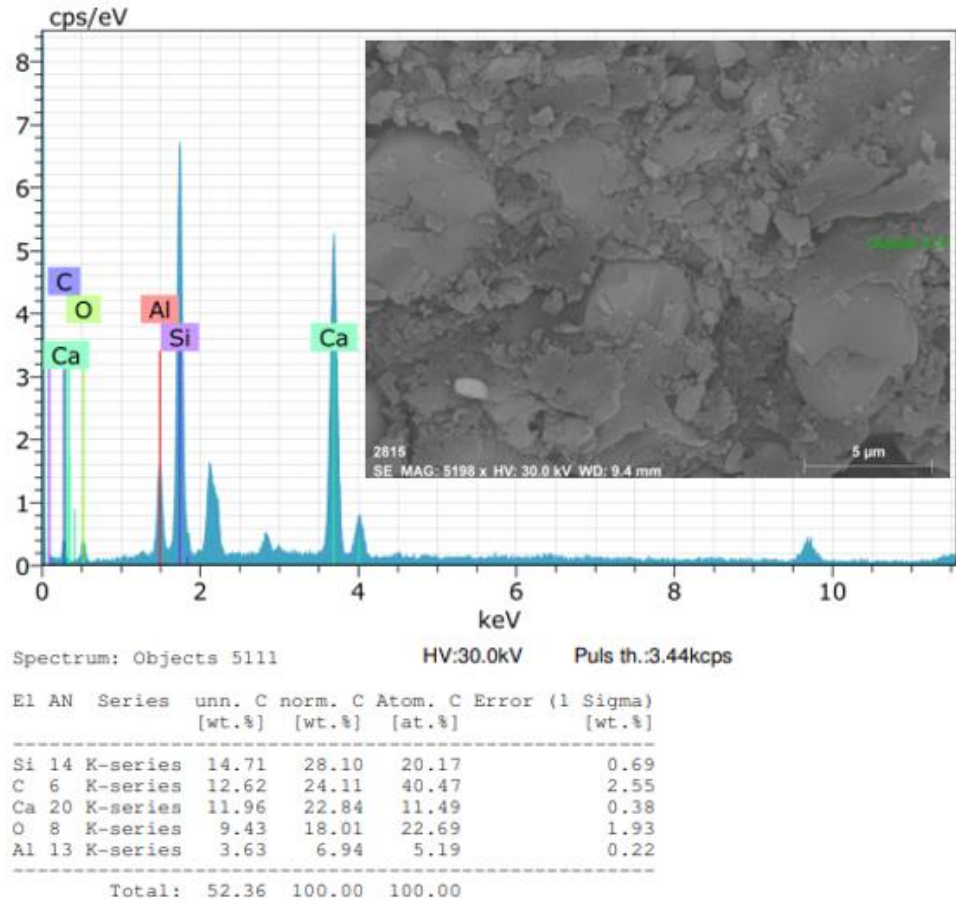 cps/eV
8
7
6
5
4
3
2
1
0
C
O
Ca
Al
Si
Ca
2815
SE MAG: 5198 x HV: 30.0 kV WD: 9.4 mm
5 µm
0 2 4 6 8 10
keV
Spectrum: Objects 5111 HV:30.0kV Puls th.:3.44kcps
El AN Series unn. C norm. C Atom. C Error (1 Sigma)
[wt.%] [wt.%] [at.%] [wt.%]
Si 14 K-series 14.71 28.10 20.17 0.69
C 6 K-series 12.62 24.11 40.47 2.55
Ca 20 K-series 11.96 22.84 11.49 0.38
O 8 K-series 9.43 18.01 22.69 1.93
Al 13 K-series 3.63 6.94 5.19 0.22
Total: 52.36 100.00 100.00